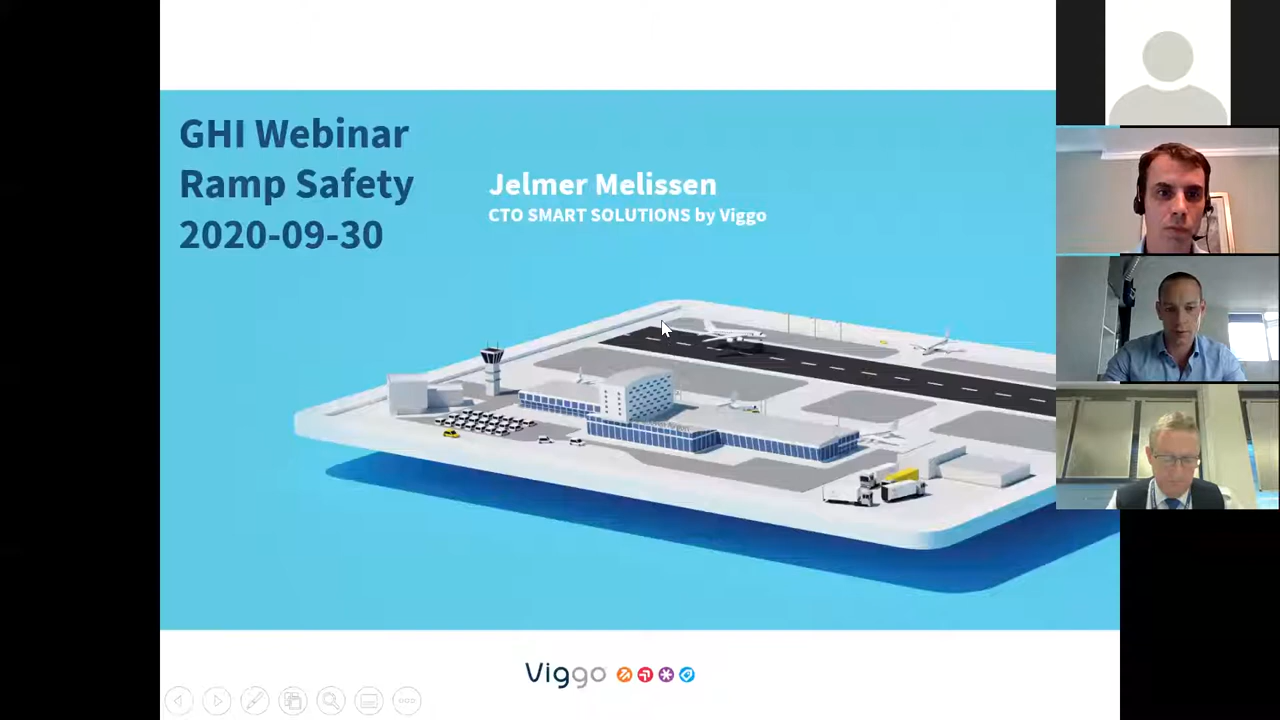 GHI Webinar
Ramp Safety
2020-09-30
Jelmer Melissen
CTO SMART SOLUTIONS by Viggo
Viggo